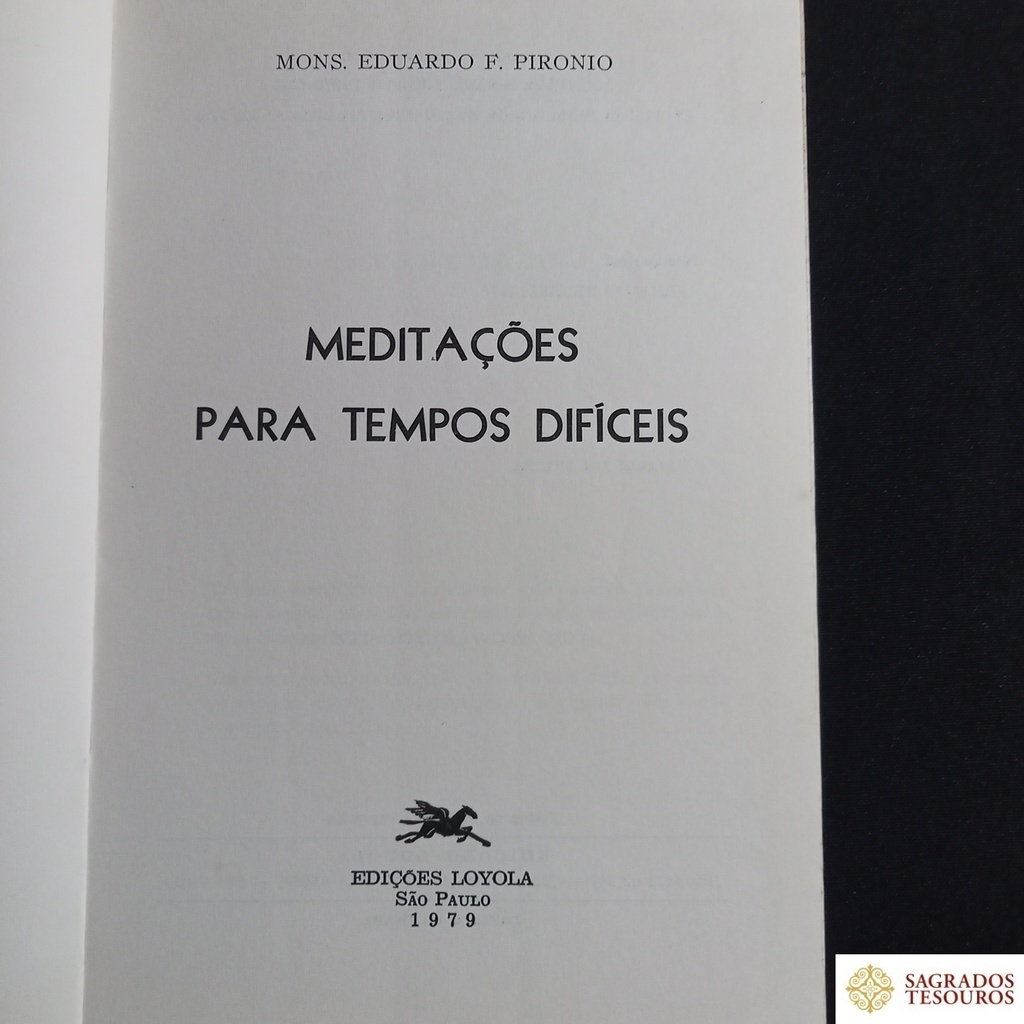 MONS. EDUARDO F. PIRONIO
MEDITAÇÕES
PARA TEMPOS DIFÍCEIS
EDIÇÕES LOYOLA
SÃO PAULO
1979
SAGRADOS
TESOUROS